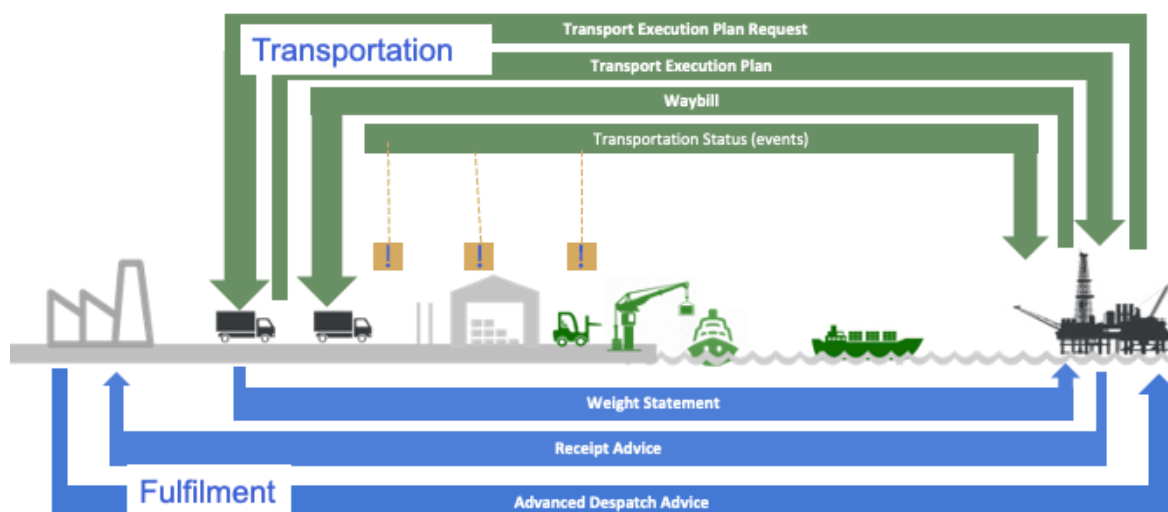 Transport Execution Plan Request
Transportation
Transport Execution Plan
Waybill
Transportation Status (events)
!
!
!
Weight Statement
Receipt Advice
Fulfilment
Advanced Despatch Advice